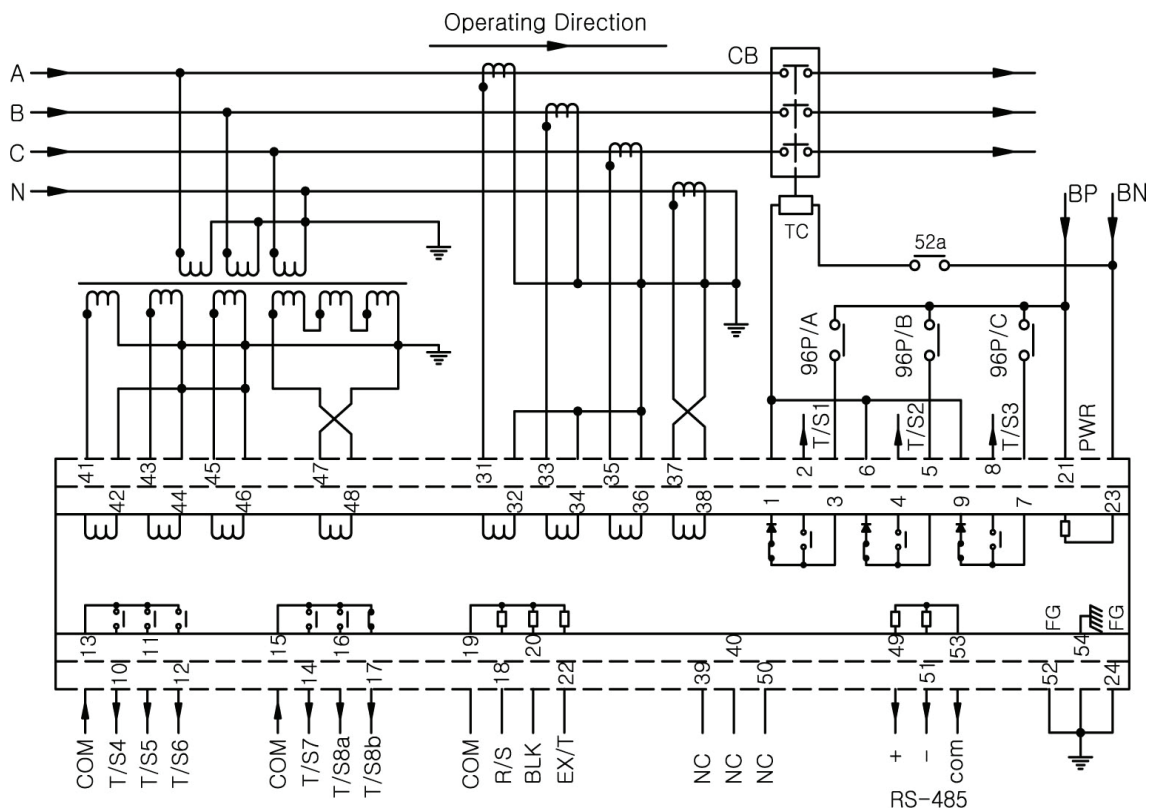 Operating Direction
A
CB
B
C
N
BP
BN
TC
52a
96P/A
96P/B
96P/C
T/S1
T/S2
T/S3
PWR
41
43
45
47
31
33
35
37
2
6
5
8
21
42
44
46
48
32
34
36
38
1
3
4
9
7
23
FG
FG
13
11
15
16
19
20
40
49
53
54
10
12
14
17
18
22
39
50
51
52
24
COM
T/S4
T/S5
T/S6
COM
T/S7
T/S8a
T/S8b
COM
R/S
BLK
EX/T
NC
NC
NC
+
-
com
RS-485